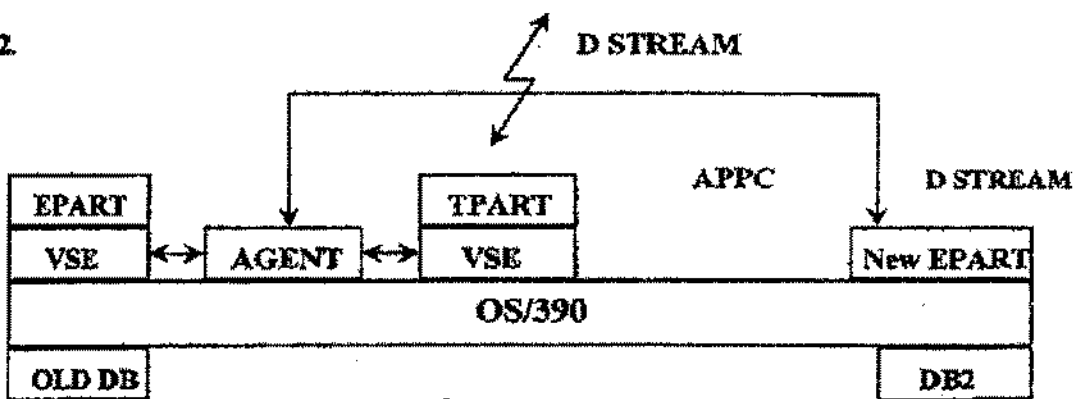 2.
D STREAM
APPC
D STREAM
EPART
TPART
VSE
AGENT
VSE
New EPART
OS/390
OLD DB
DB2